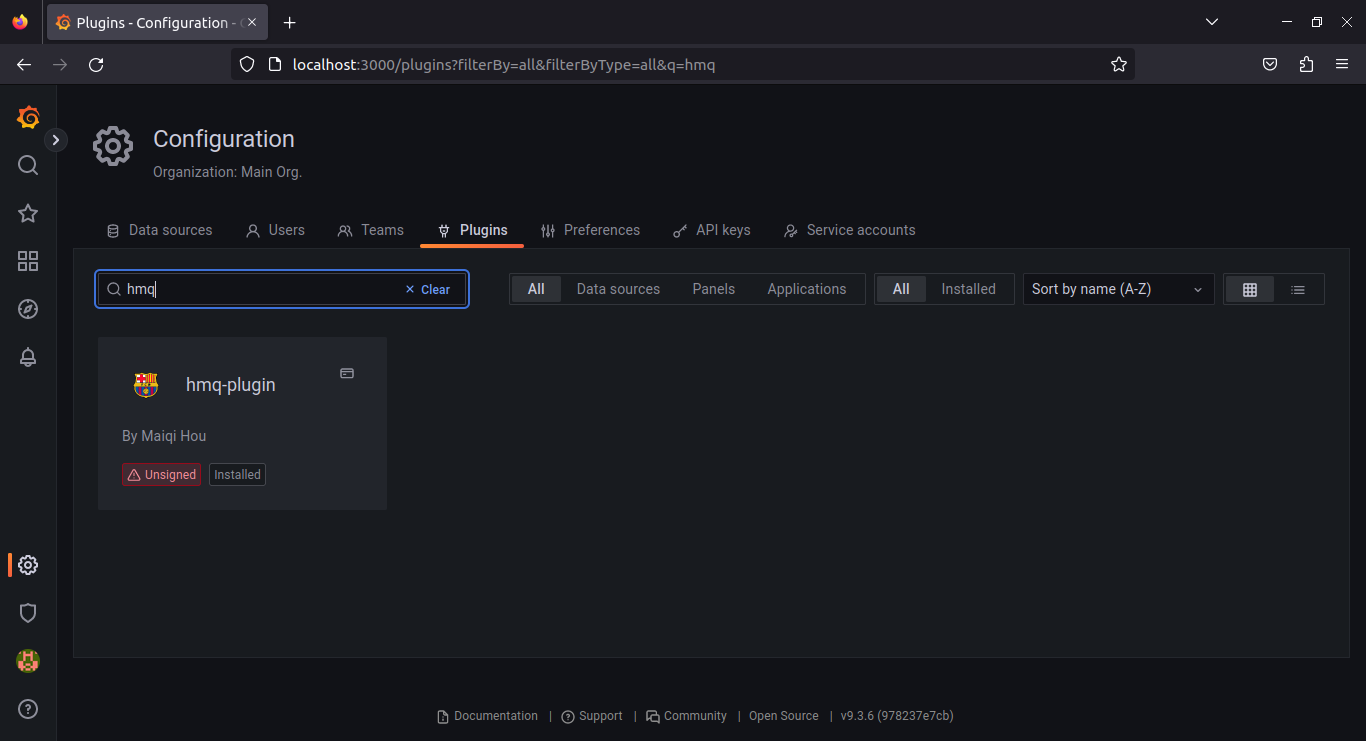 Plugins - Configuration -
localhost:3000/plugins?filterBy=all&filterByType=all&q=hmq
Configuration
Organization: Main Org.
Data sources Users Teams Plugins Preferences API keys Service accounts
hmq Clear All Data sources Panels Applications All Installed Sort by name (A-Z)
hmq-plugin
By Maiqi Hou
Unsigned Installed
Documentation | Support | Community | Open Source | v9.3.6 (978237e7cb)